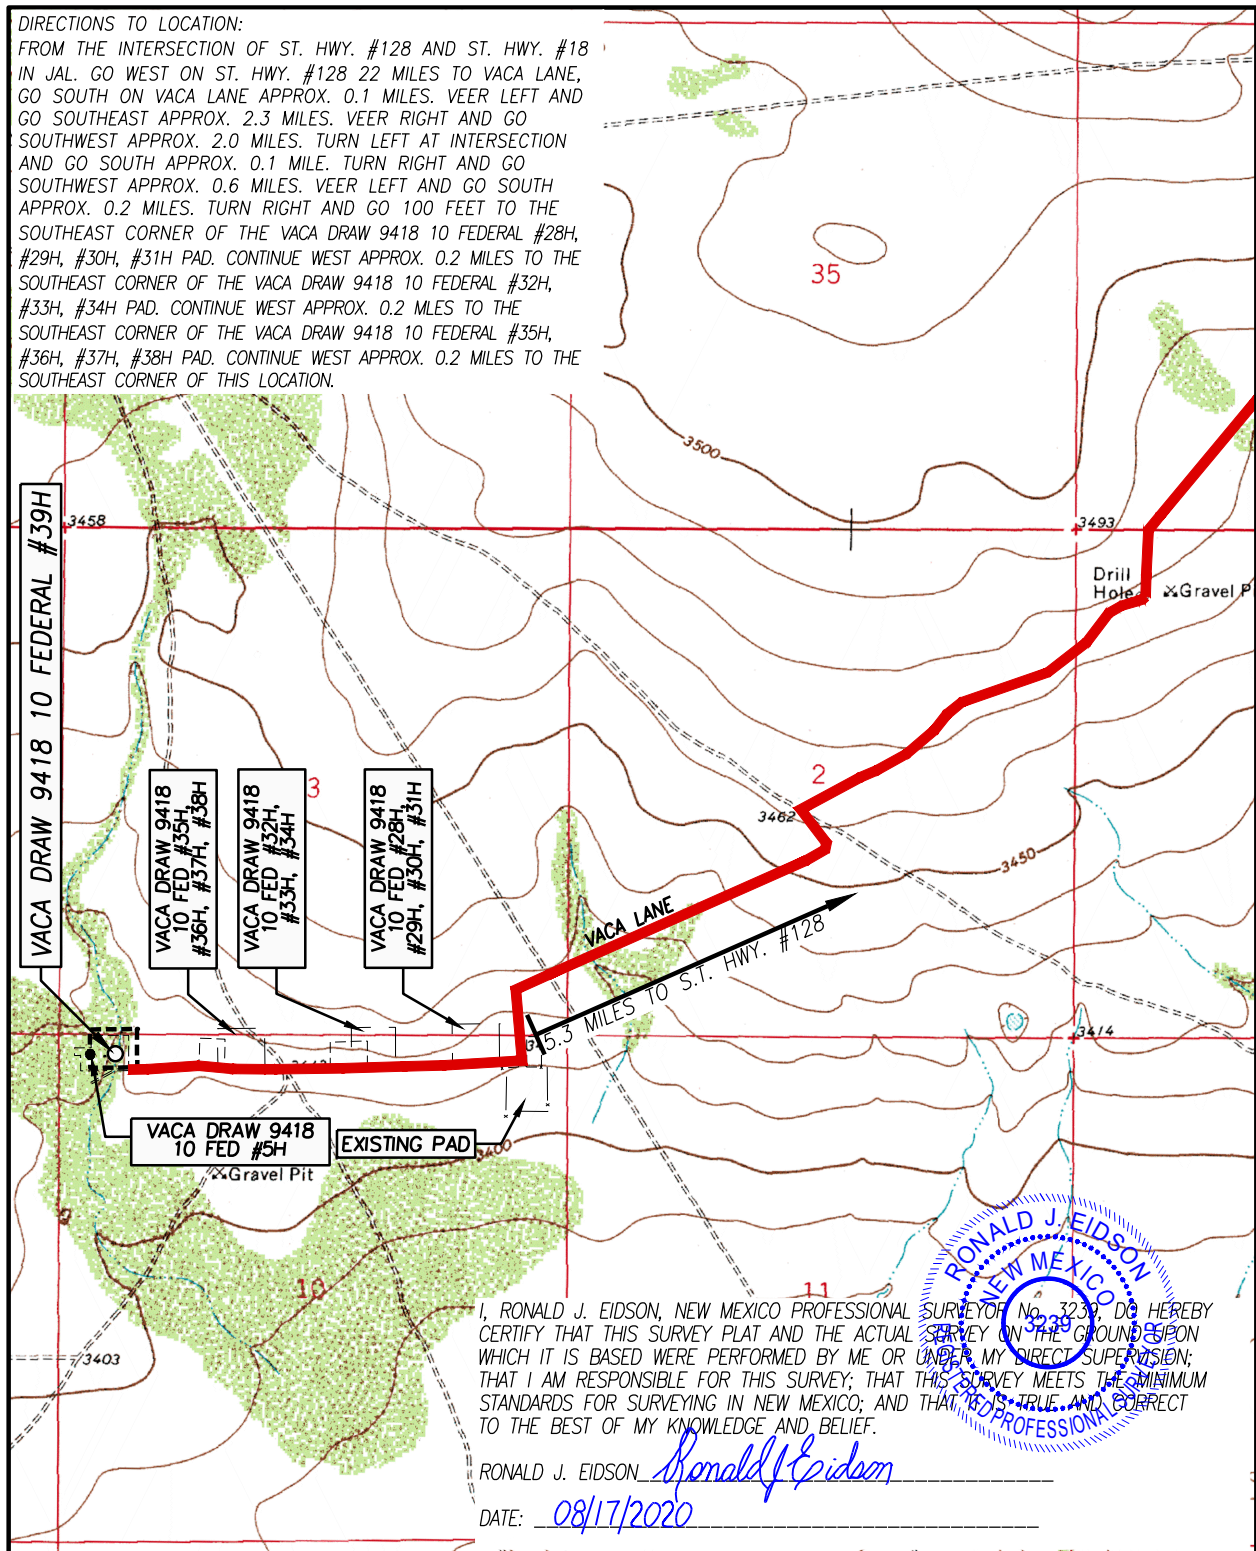 DIRECTIONS TO LOCATION:
FROM THE INTERSECTION OF ST. HWY. #128 AND ST. HWY. #18
IN JAL. GO WEST ON ST. HWY. #128 22 MILES TO VACA LANE,
GO SOUTH ON VACA LANE APPROX. 0.1 MILES. VEER LEFT AND
GO SOUTHEAST APPROX. 2.3 MILES. VEER RIGHT AND GO
SOUTHWEST APPROX. 2.0 MILES. TURN LEFT AT INTERSECTION
AND GO SOUTH APPROX. 0.1 MILE. TURN RIGHT AND GO
SOUTHWEST APPROX. 0.6 MILES. VEER LEFT AND GO SOUTH
APPROX. 0.2 MILES. TURN RIGHT AND GO 100 FEET TO THE
SOUTHEAST CORNER OF THE VACA DRAW 9418 10 FEDERAL #28H,
#29H, #30H, #31H PAD. CONTINUE WEST APPROX. 0.2 MILES TO THE
SOUTHEAST CORNER OF THE VACA DRAW 9418 10 FEDERAL #32H,
#33H, #34H PAD. CONTINUE WEST APPROX. 0.2 MLES TO THE
SOUTHEAST CORNER OF THE VACA DRAW 9418 10 FEDERAL #35H,
#36H, #37H, #38H PAD. CONTINUE WEST APPROX. 0.2 MILES TO THE
SOUTHEAST CORNER OF THIS LOCATION.
35
3500
3458
3493
Drill
Hole
Gravel P
VACA DRAW 9418 10 FEDERAL #39H
VACA DRAW 9418
10 FED #35H,
#36H, #37H, #38H
VACA DRAW 9418
10 FED #32H,
#33H, #34H
3
VACA DRAW 9418
10 FED #28H,
#29H, #30H, #31H
2
3462
3450
VACA LANE
5.3 MILES TO S.T. HWY. #128
3414
VACA DRAW 9418
10 FED #5H
EXISTING PAD
3400
Gravel Pit
10
11
3403
RONALD J. EIDSON
NEW MEXICO
3239
REGISTERED PROFESSIONAL SURVEYOR
I, RONALD J. EIDSON, NEW MEXICO PROFESSIONAL SURVEYOR No. 3239, DO HEREBY
CERTIFY THAT THIS SURVEY PLAT AND THE ACTUAL SURVEY ON THE GROUND UPON
WHICH IT IS BASED WERE PERFORMED BY ME OR UNDER MY DIRECT SUPERVISION;
THAT I AM RESPONSIBLE FOR THIS SURVEY; THAT THIS SURVEY MEETS THE MINIMUM
STANDARDS FOR SURVEYING IN NEW MEXICO; AND THAT IT IS TRUE AND CORRECT
TO THE BEST OF MY KNOWLEDGE AND BELIEF.
RONALD J. EIDSON Ronald J Eidson
DATE: 08/17/2020